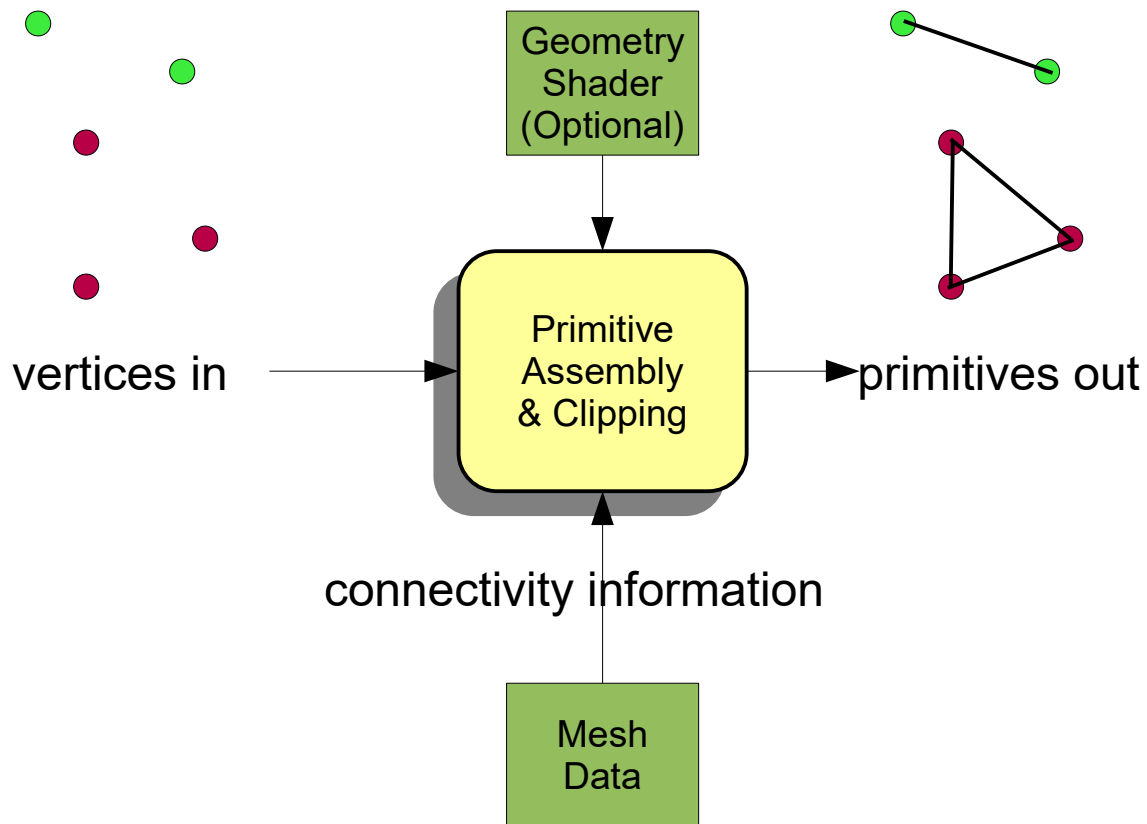 Geometry
Shader
(Optional)
Primitive
Assembly
& Clipping
vertices in
primitives out
connectivity information
Mesh
Data